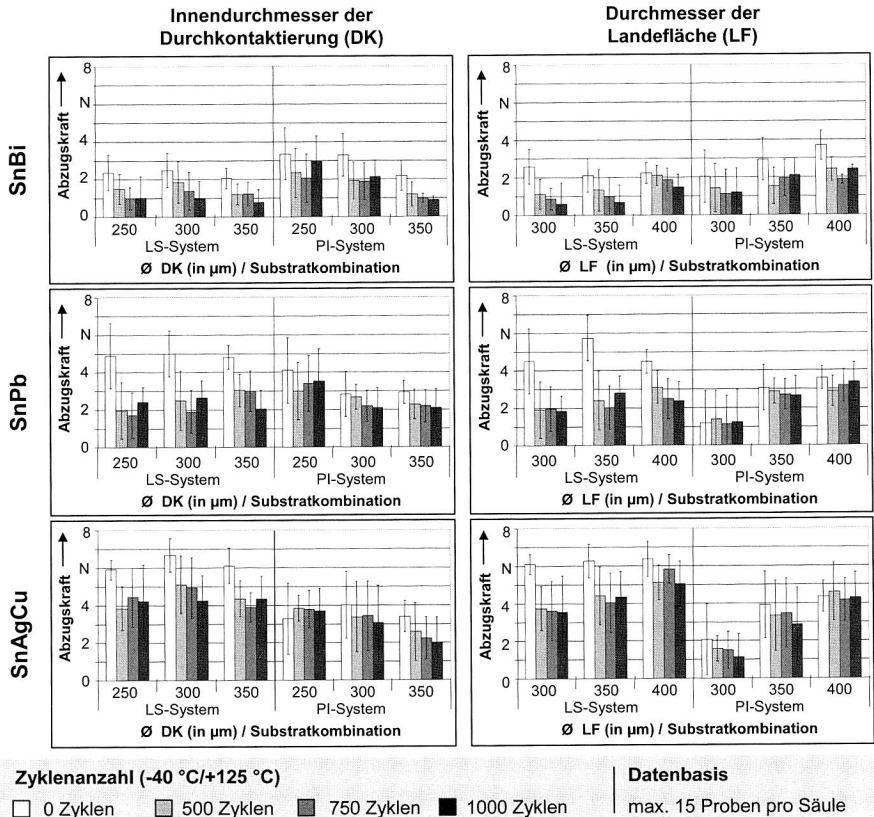 Innendurchmesser der
Durchkontaktierung (DK)
Durchmesser der
Landefläche (LF)
SnBi
Abzugskraft
8
N
4
2
0
250 300 350 250 300 350
LS-System PI-System
Ø DK (in µm) / Substratkombination
Abzugskraft
8
N
4
2
0
300 350 400 300 350 400
LS-System PI-System
Ø LF (in µm) / Substratkombination
SnPb
Abzugskraft
8
N
4
2
0
250 300 350 250 300 350
LS-System PI-System
Ø DK (in µm) / Substratkombination
Abzugskraft
8
N
4
2
0
300 350 400 300 350 400
LS-System PI-System
Ø LF (in µm) / Substratkombination
SnAgCu
Abzugskraft
8
N
4
2
0
250 300 350 250 300 350
LS-System PI-System
Ø DK (in µm) / Substratkombination
Abzugskraft
8
N
4
2
0
300 350 400 300 350 400
LS-System PI-System
Ø LF (in µm) / Substratkombination
Zyklenanzahl (-40 °C/+125 °C)
0 Zyklen 500 Zyklen 750 Zyklen 1000 Zyklen
Datenbasis
max. 15 Proben pro Säule